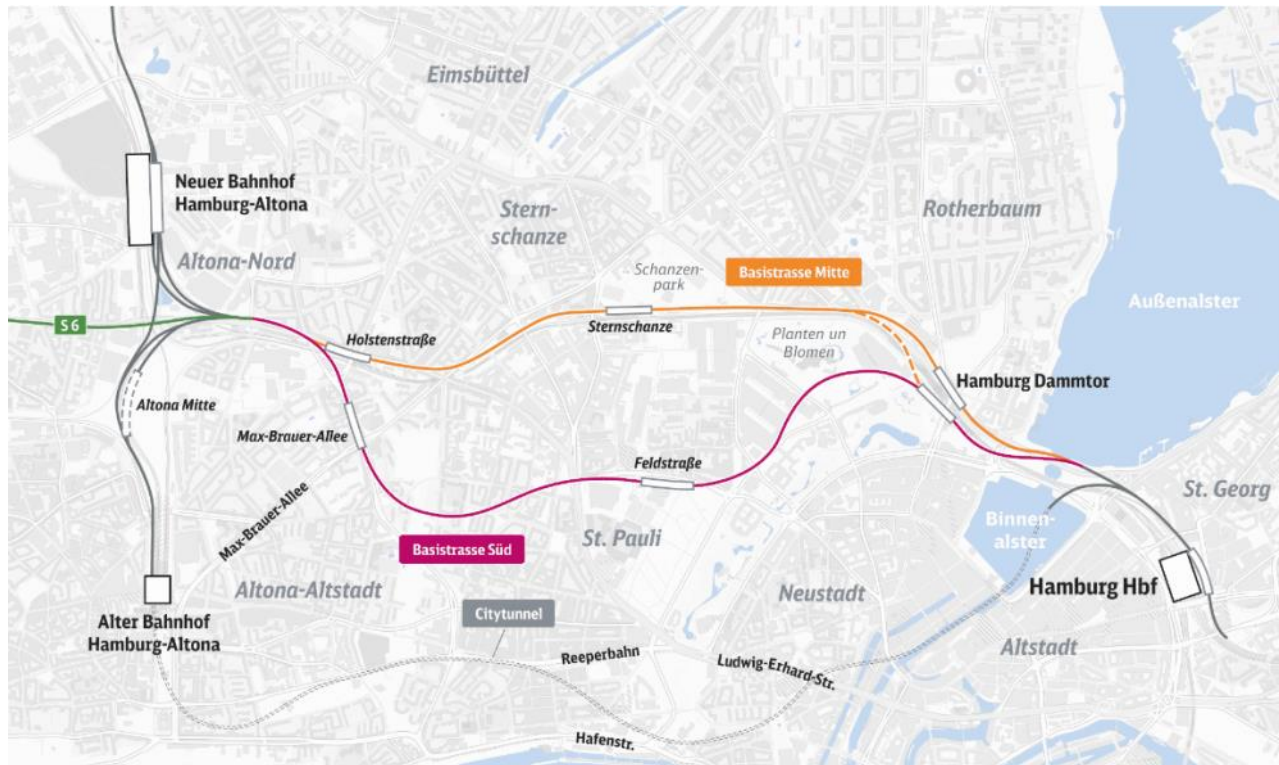 Eimsbüttel
Neuer Bahnhof
Hamburg-Altona
Stern-
schanze
Rotherbaum
Altona-Nord
Schanzen-
park
Basistrasse Mitte
Außenalster
S6
Holstenstraße
Sternschanze
Planten un
Blomen
Hamburg Dammtor
Altona Mitte
Max-Brauer-Allee
Feldstraße
St. Georg
Max-Brauer-Allee
Basistrasse Süd
St. Pauli
Binnen-
alster
Altona-Altstadt
Neustadt
Hamburg Hbf
Alter Bahnhof
Hamburg-Altona
Citytunnel
Altstadt
Reeperbahn
Ludwig-Erhard-Str.
Hafenstr.